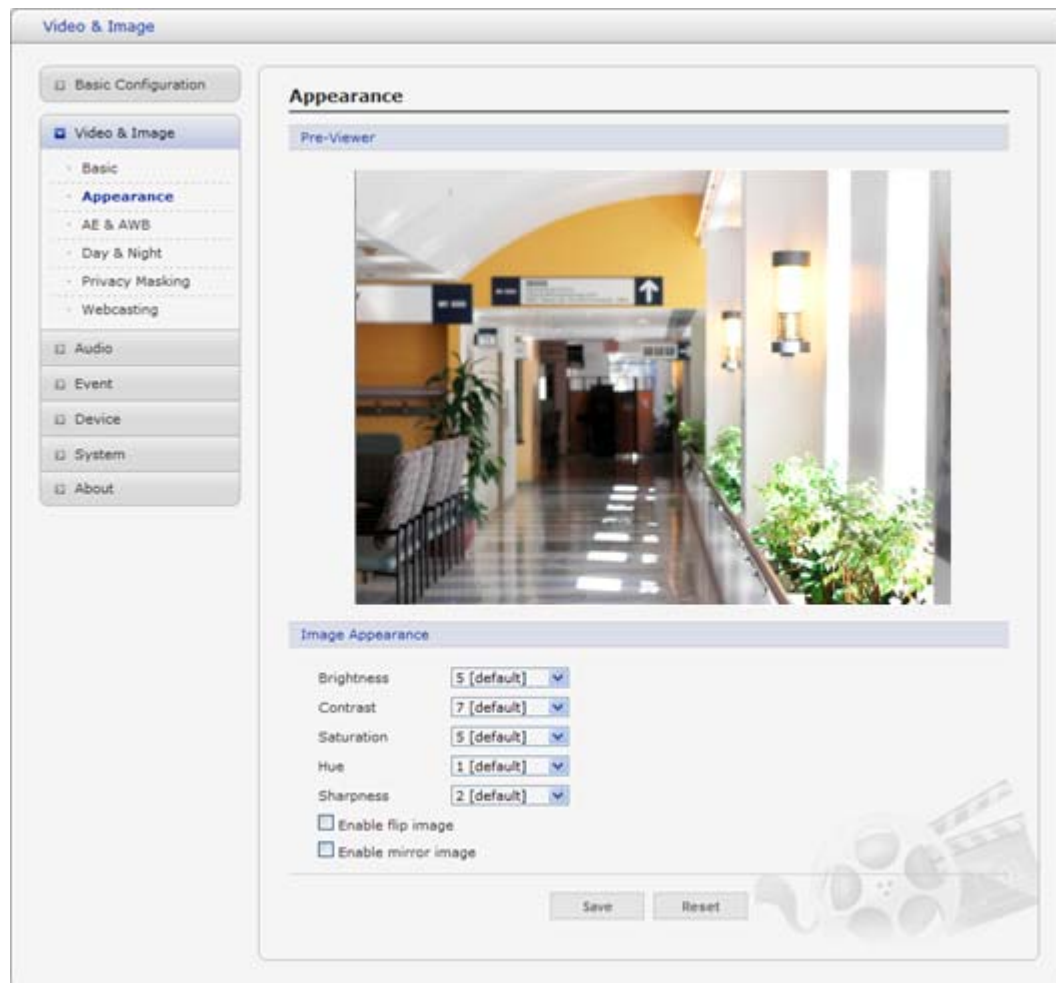 Video & Image
Basic Configuration
Video & Image
Basic
Appearance
AE & AWB
Day & Night
Privacy Masking
Webcasting
Audio
Event
Device
System
About
Appearance
Pre-Viewer
Image Appearance
Brightness 5 [default]
Contrast 7 [default]
Saturation 5 [default]
Hue 1 [default]
Sharpness 2 [default]
Enable flip image
Enable mirror image
Save Reset